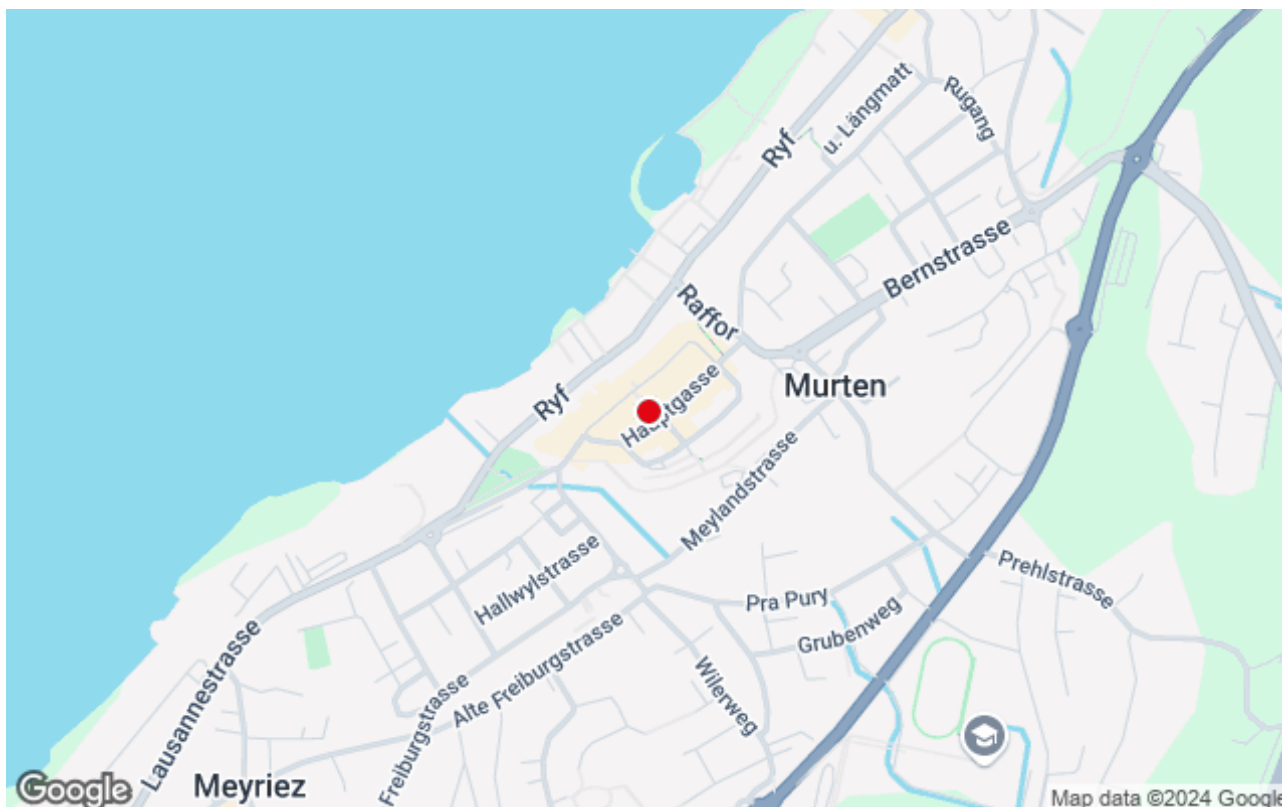 Rugang
u. Längmatt
Ryf
Bernstrasse
Raffor
Murten
Hauptgasse
Ryf
Meylandstrasse
Hallwylstrasse
Prehlstrasse
Pra Pury
Grubenweg
Lausannestrasse
Alte Freiburgstrasse
Wilerweg
Freiburgstrasse
Meyriez
Google
Map data ©2024 Google